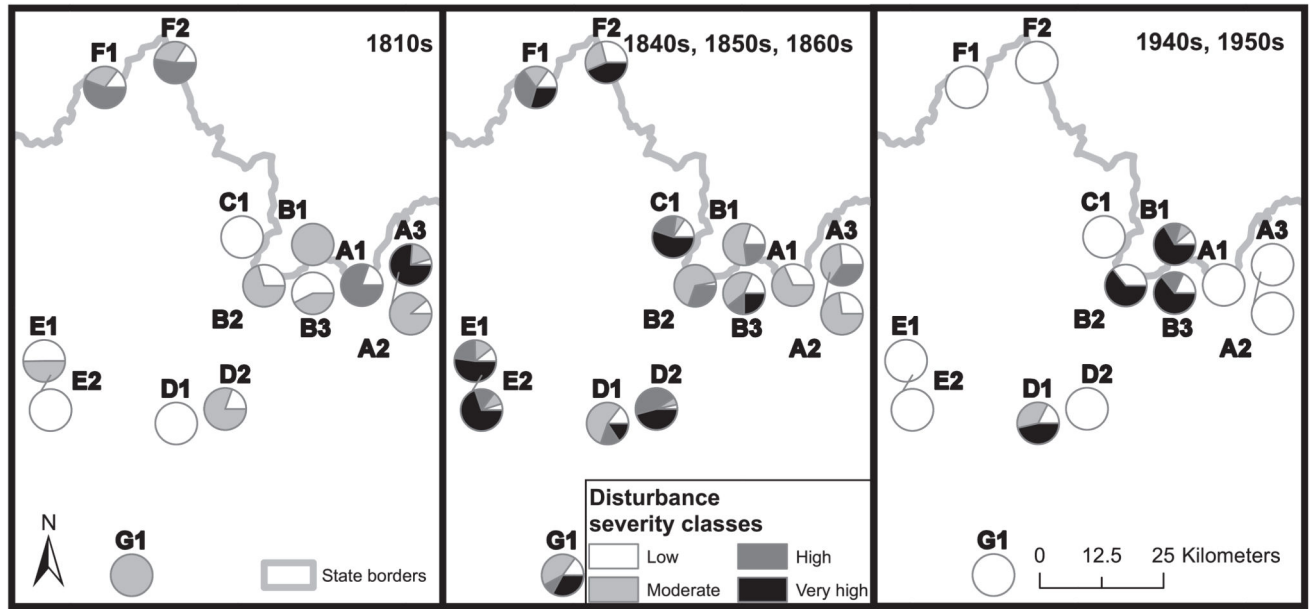 1810s
F1
F2
C1
B1
A3
A1
B2
B3
A2
E1
E2
D1
D2
G1
N
State borders
1840s, 1850s, 1860s
F1
F2
C1
B1
A3
A1
B2
B3
A2
E1
E2
D1
D2
G1
Disturbance
severity classes
Low
High
Moderate
Very high
1940s, 1950s
F1
F2
C1
B1
A3
A1
B2
B3
A2
E1
E2
D1
D2
G1
0 12.5 25 Kilometers